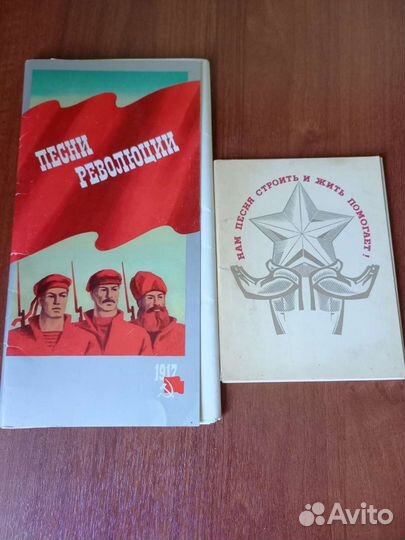 ПЕСНИ
РЕВОЛЮЦИИ
1917
НАМ ПЕСНЯ СТРОИТЬ И ЖИТЬ ПОМОГАЕТ!
Avito